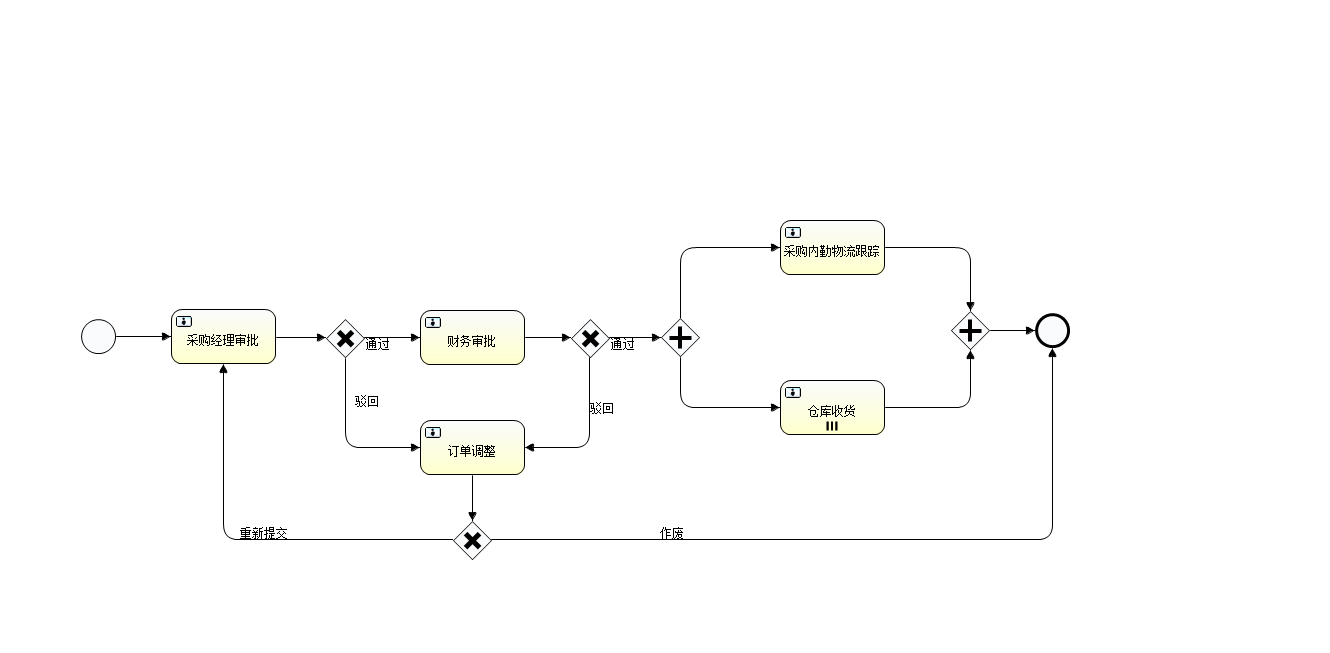 采购内勤物流跟踪
采购经理审批
通过
财务审批
通过
驳回
驳回
仓库收货
订单调整
重新提交
作废